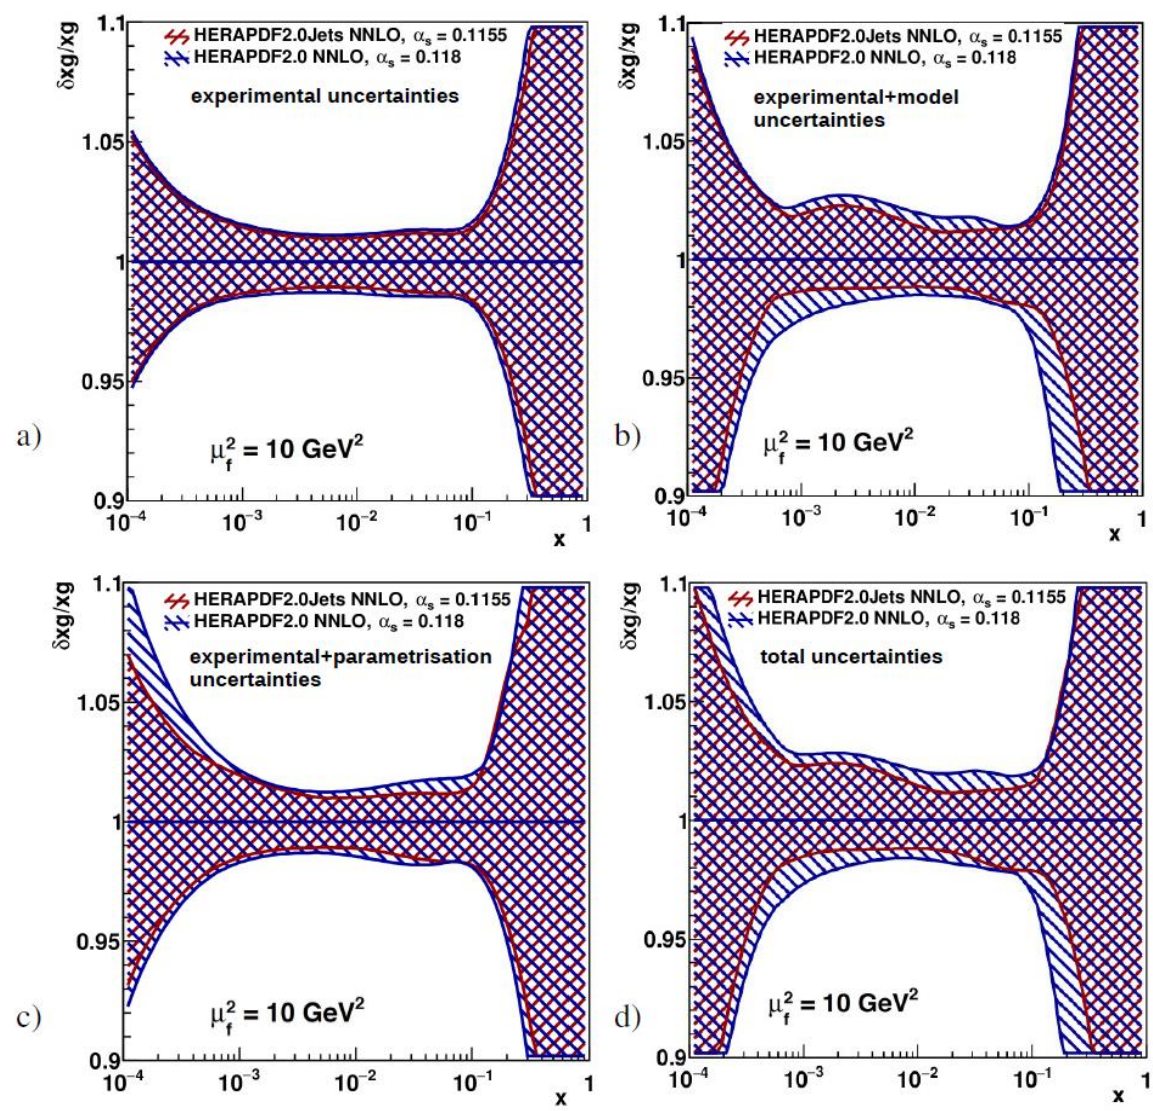 1.1
HERAPDF2.0Jets NNLO, αs = 0.1155
HERAPDF2.0 NNLO, αs = 0.118
experimental uncertainties
δxg/xg
1.05
1
0.95
0.9
a)
μf² = 10 GeV²
10⁻⁴ 10⁻³ 10⁻² 10⁻¹ 1
x
1.1
HERAPDF2.0Jets NNLO, αs = 0.1155
HERAPDF2.0 NNLO, αs = 0.118
experimental+model
uncertainties
δxg/xg
1.05
1
0.95
0.9
b)
μf² = 10 GeV²
10⁻⁴ 10⁻³ 10⁻² 10⁻¹ 1
x
1.1
HERAPDF2.0Jets NNLO, αs = 0.1155
HERAPDF2.0 NNLO, αs = 0.118
experimental+parametrisation
uncertainties
δxg/xg
1.05
1
0.95
0.9
c)
μf² = 10 GeV²
10⁻⁴ 10⁻³ 10⁻² 10⁻¹ 1
x
1.1
HERAPDF2.0Jets NNLO, αs = 0.1155
HERAPDF2.0 NNLO, αs = 0.118
total uncertainties
δxg/xg
1.05
1
0.95
0.9
d)
μf² = 10 GeV²
10⁻⁴ 10⁻³ 10⁻² 10⁻¹ 1
x